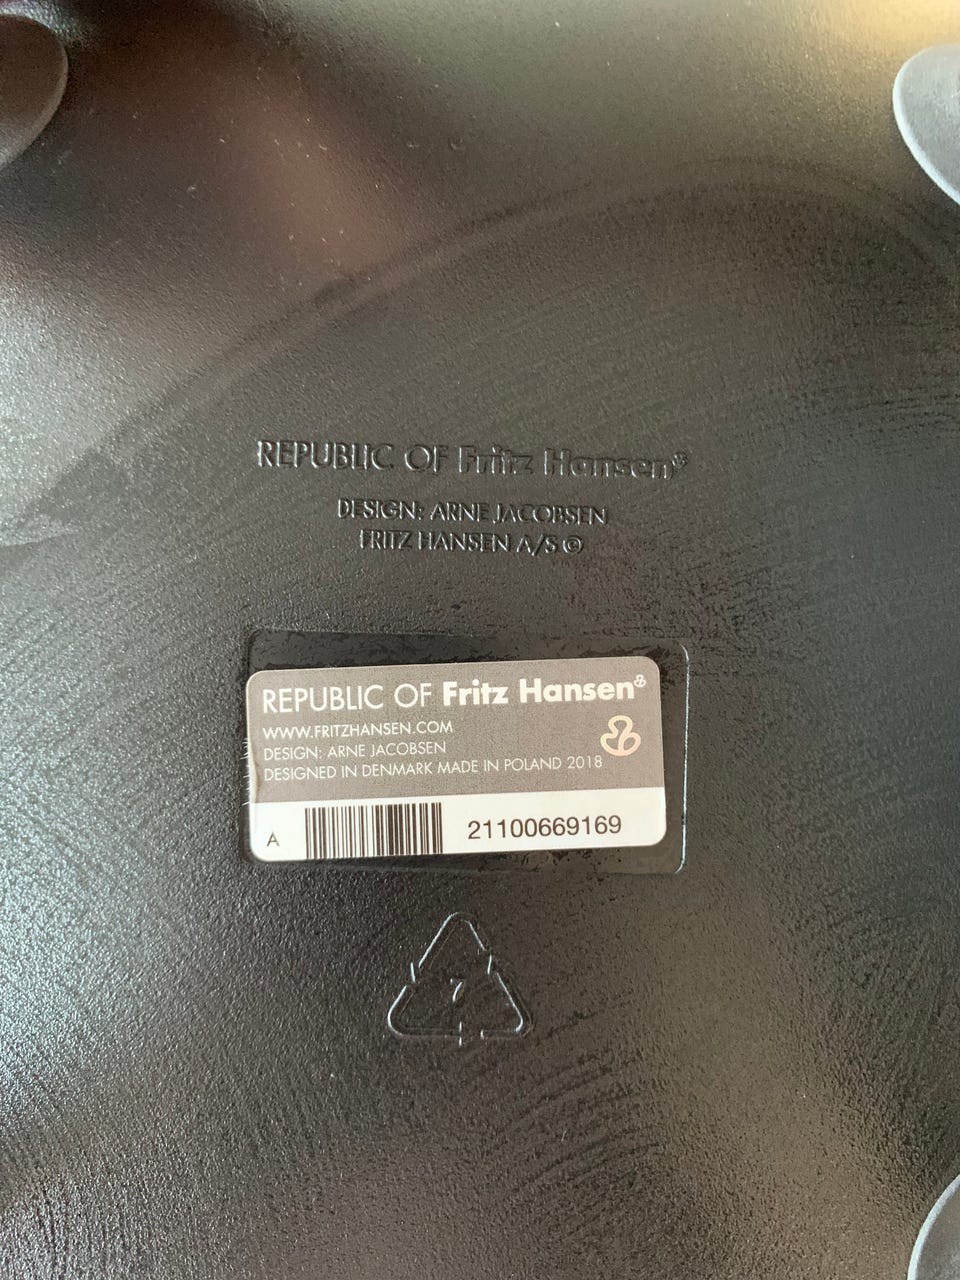 REPUBLIC OF Fritz Hansen®
DESIGN: ARNE JACOBSEN
FRITZ HANSEN A/S ©
REPUBLIC OF Fritz Hansen
WWW.FRITZHANSEN.COM
DESIGN: ARNE JACOBSEN
DESIGNED IN DENMARK MADE IN POLAND 2018
A 21100669169
7